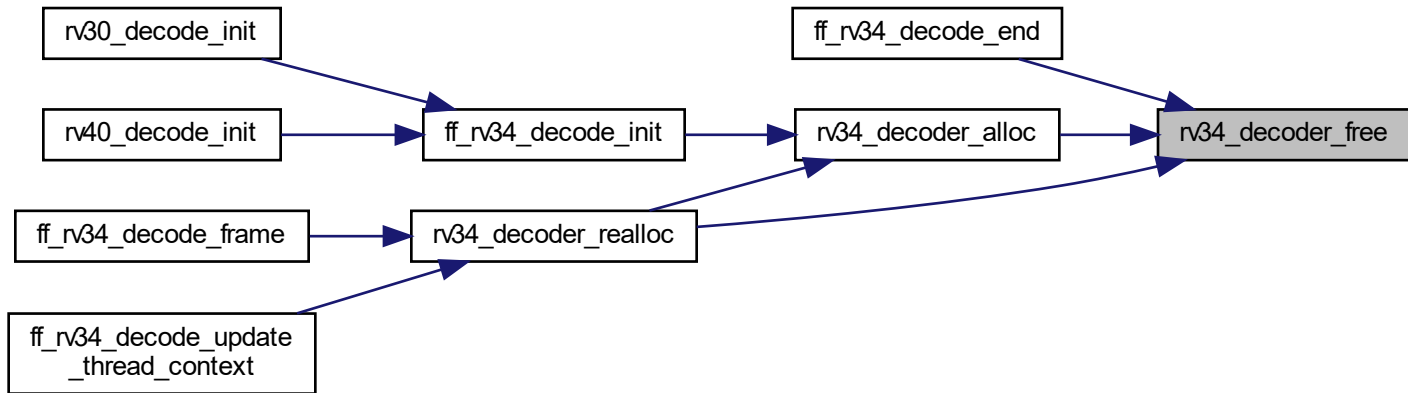 rv30_decode_init
ff_rv34_decode_end
rv40_decode_init
ff_rv34_decode_init
rv34_decoder_alloc
rv34_decoder_free
ff_rv34_decode_frame
rv34_decoder_realloc
ff_rv34_decode_update
_thread_context